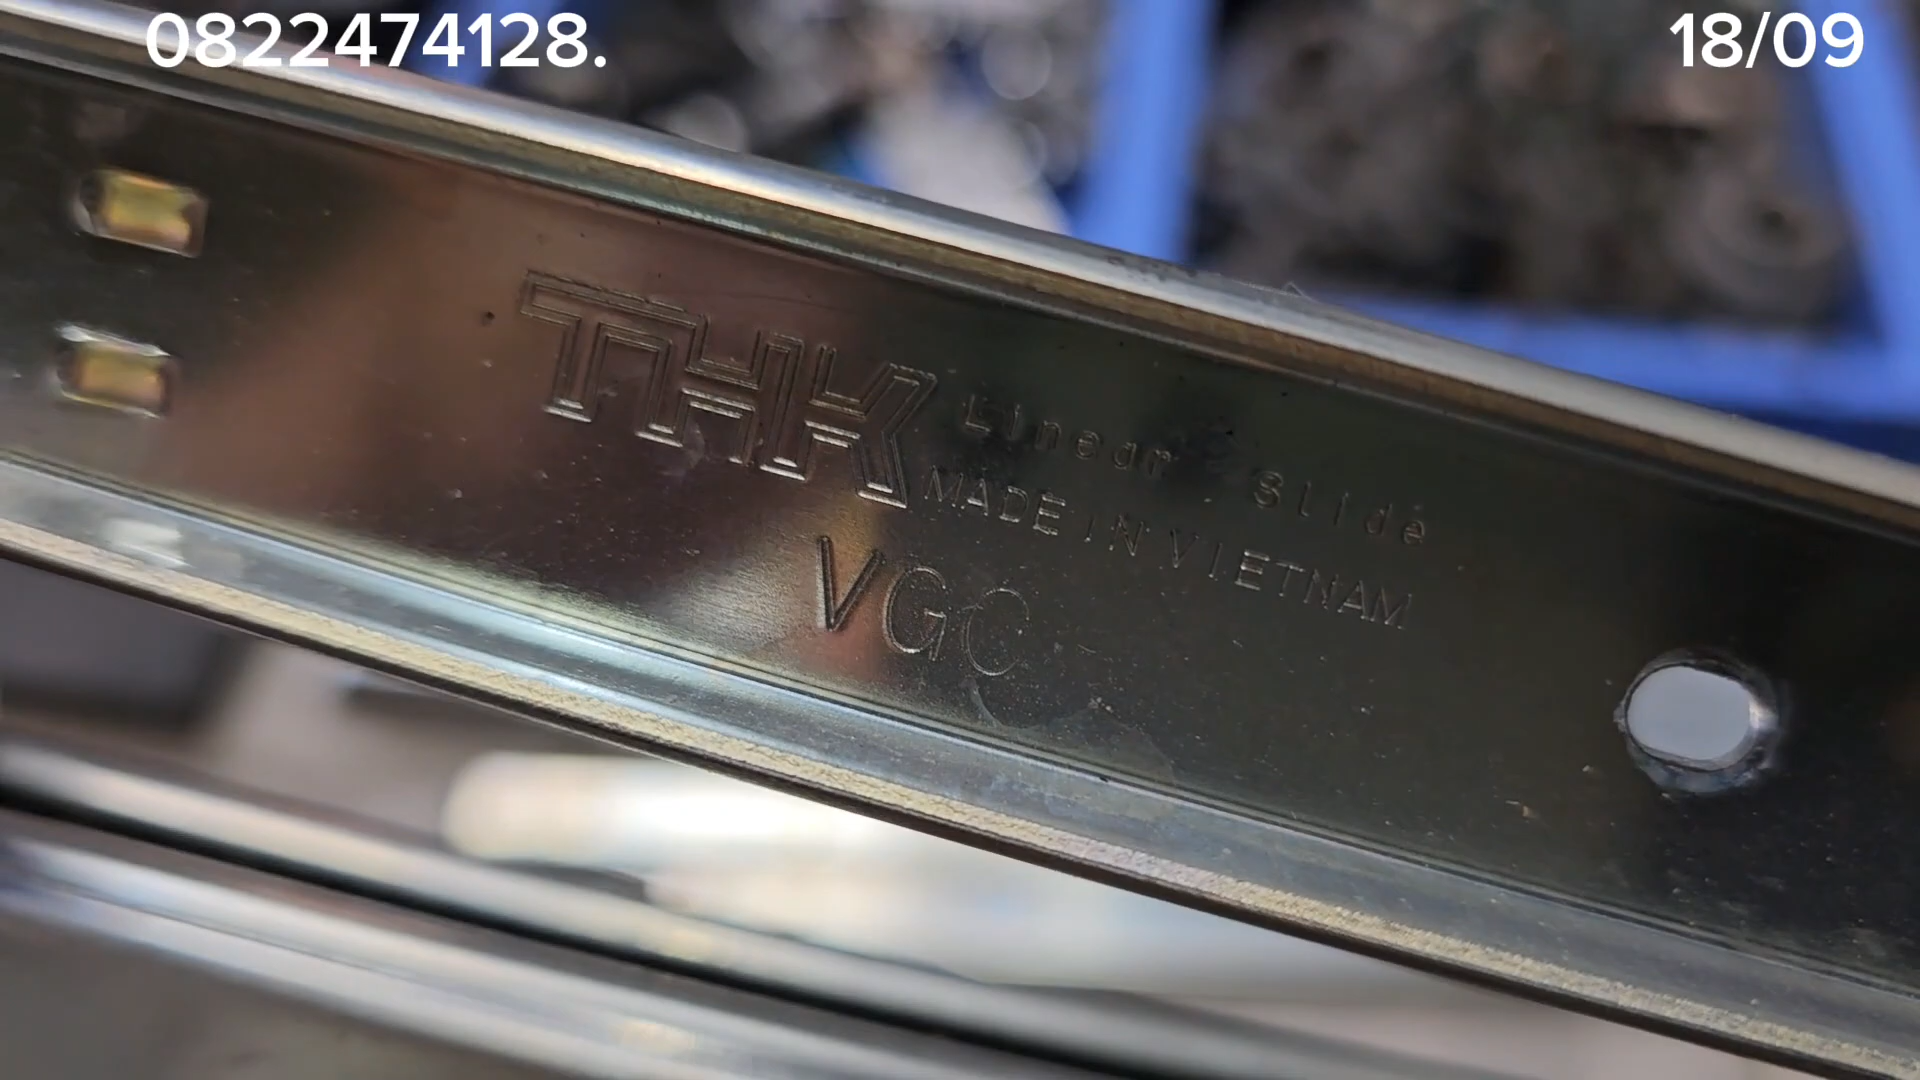 0822474128.
18/09
THK Linear Slide
MADE IN VIETNAM
VGC